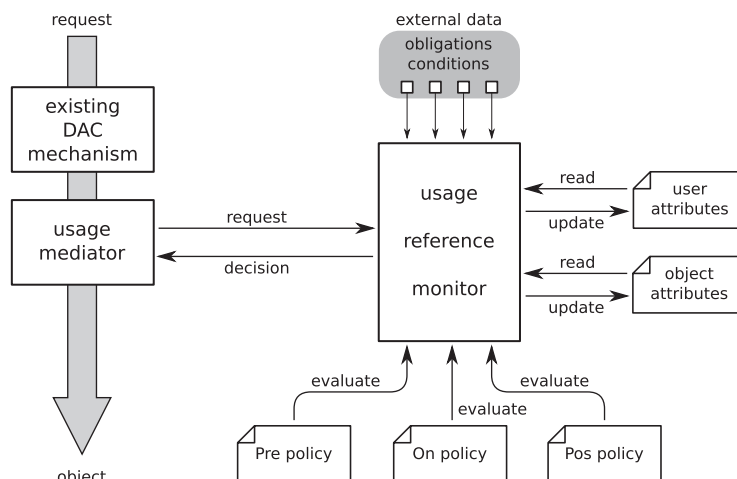 request
external data
obligations
conditions
existing
DAC
mechanism
usage
mediator
request
decision
usage
reference
monitor
read
update
user
attributes
read
update
object
attributes
evaluate
evaluate
evaluate
Pre policy
On policy
Pos policy
object